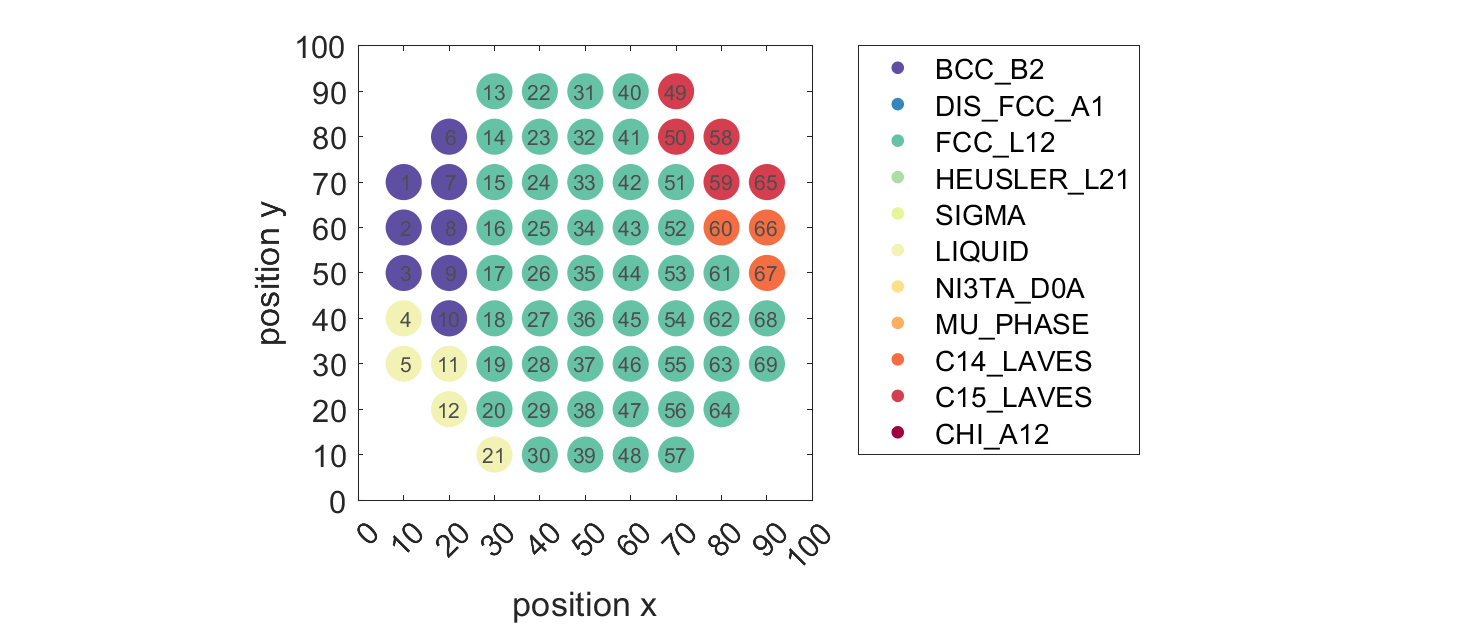 100
90
80
70
60
50
40
30
20
10
0
position y
13 22 31 40 49
6 14 23 32 41 50 58
1 7 15 24 33 42 51 59 65
2 8 16 25 34 43 52 60 66
3 9 17 26 35 44 53 61 67
4 10 18 27 36 45 54 62 68
5 11 19 28 37 46 55 63 69
12 20 29 38 47 56 64
21 30 39 48 57
0 10 20 30 40 50 60 70 80 90 100
position x
BCC_B2
DIS_FCC_A1
FCC_L12
HEUSLER_L21
SIGMA
LIQUID
NI3TA_D0A
MU_PHASE
C14_LAVES
C15_LAVES
CHI_A12